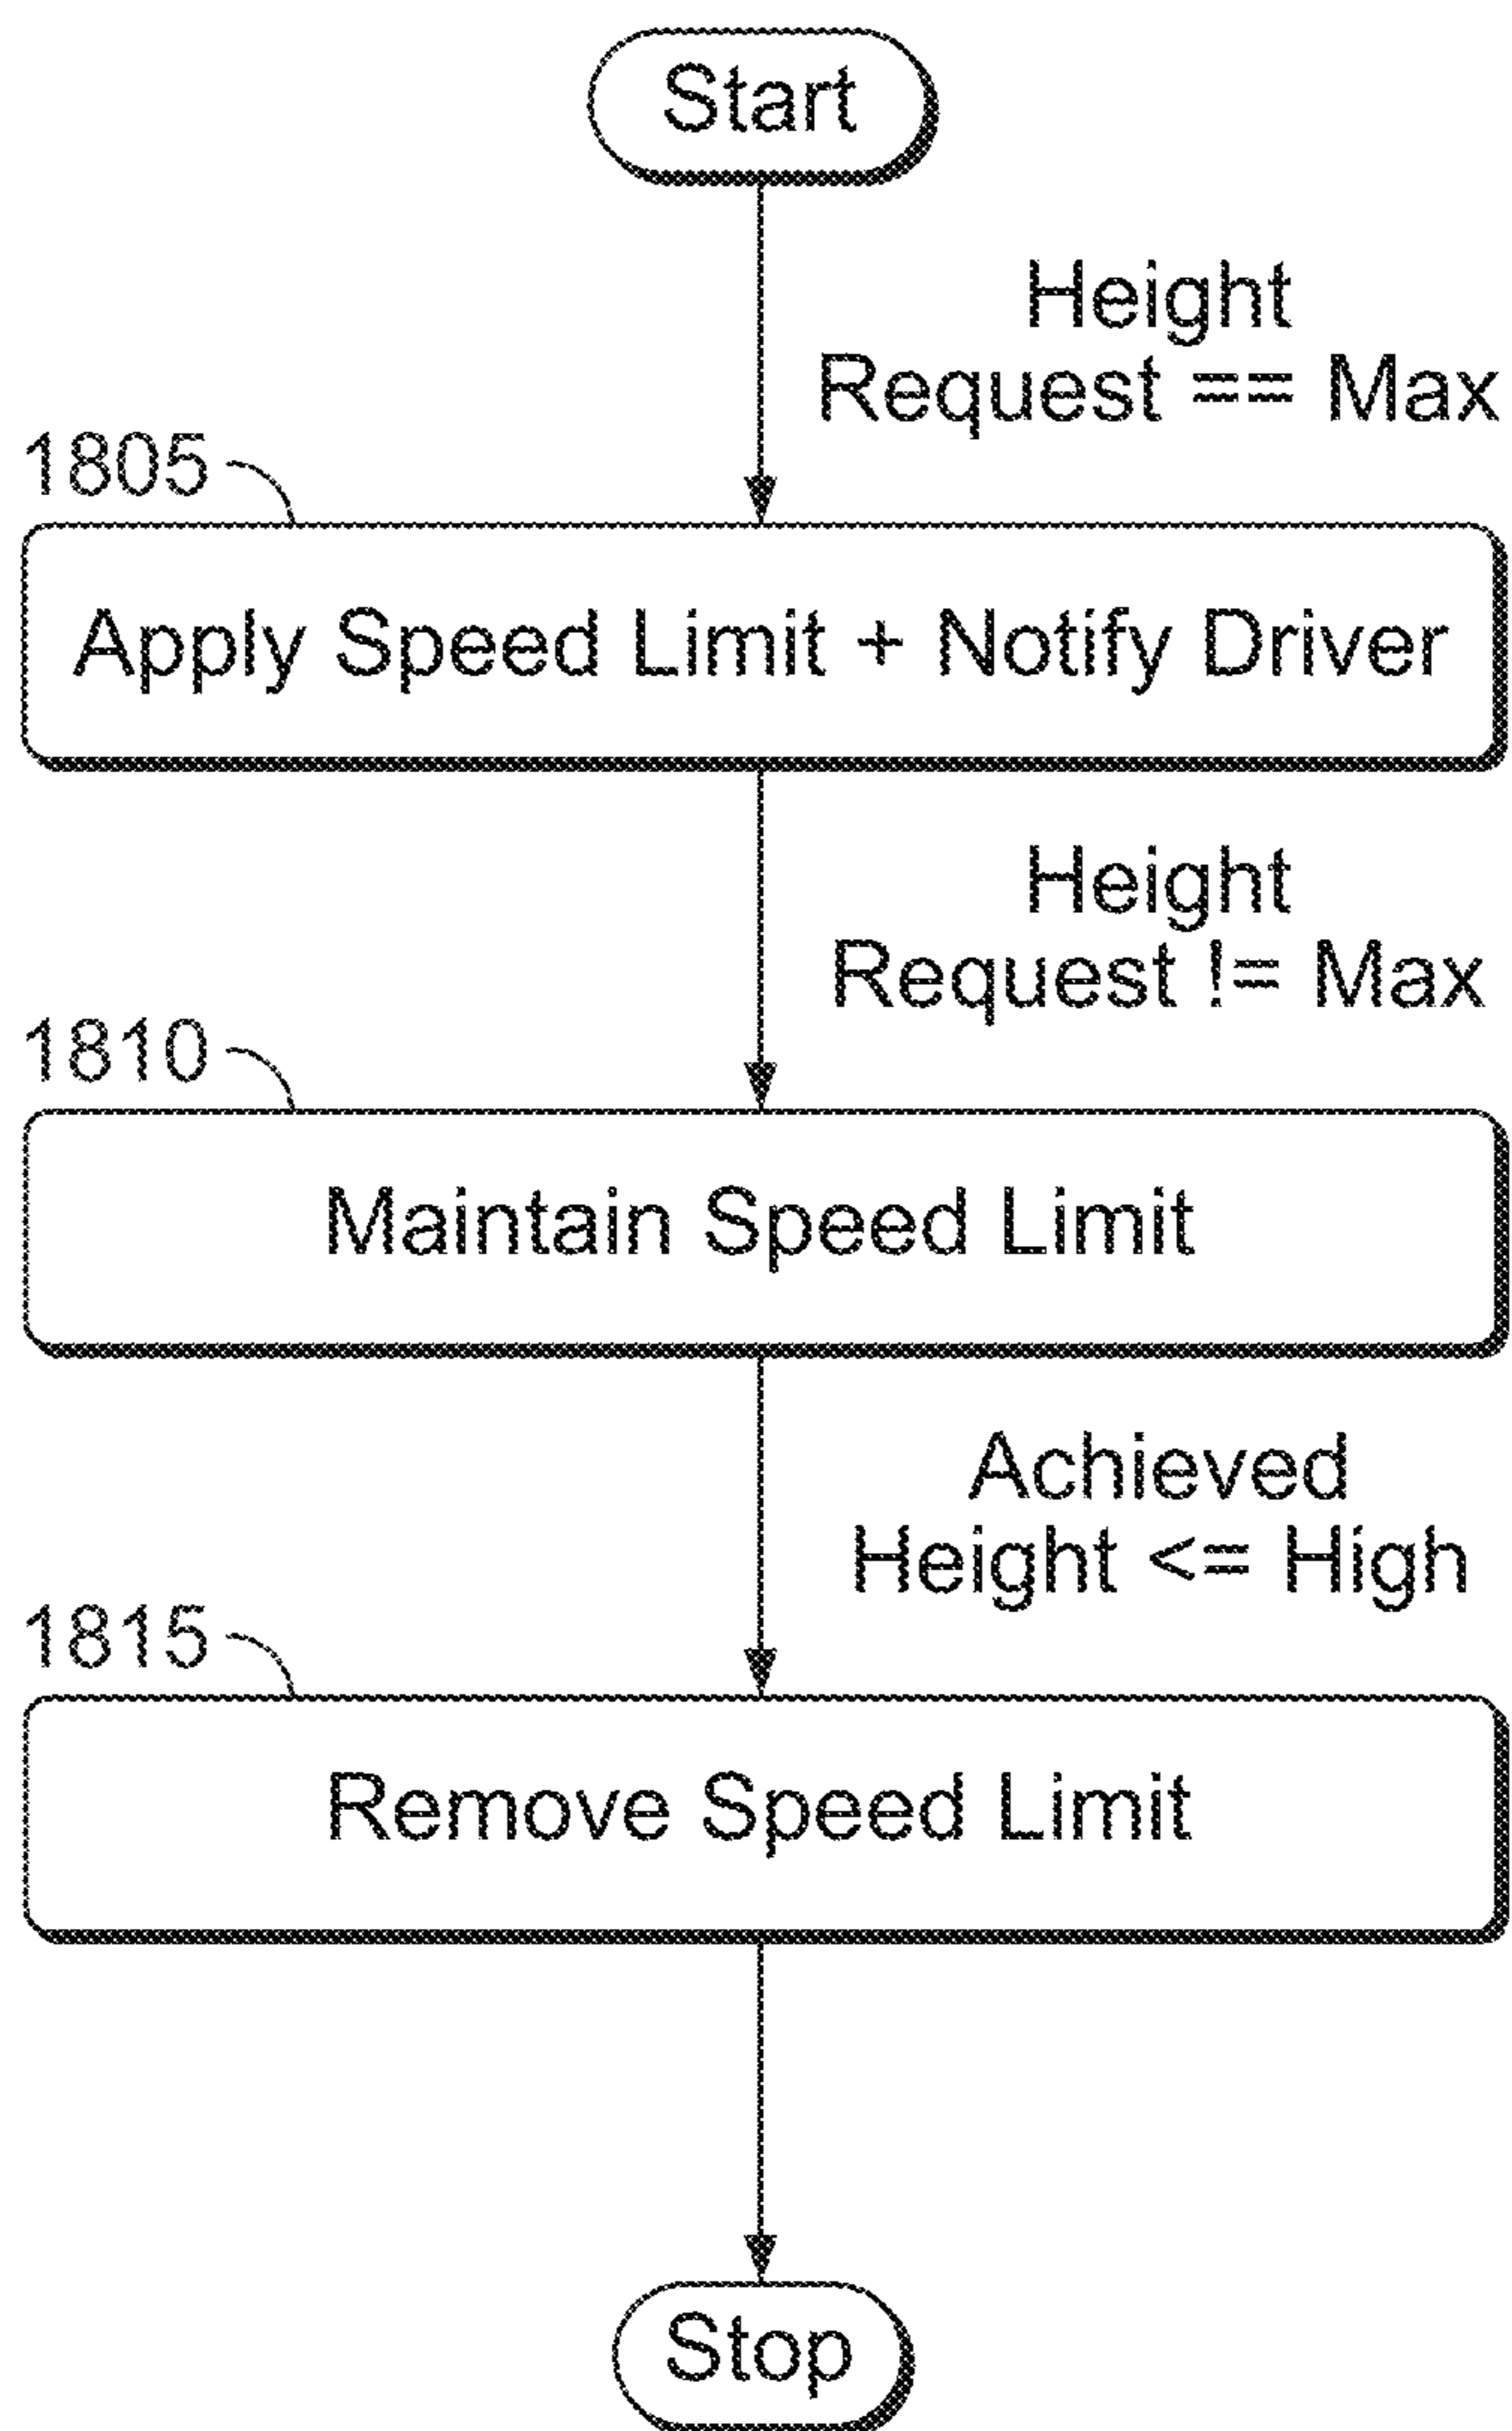 Start
Height
Request == Max
1805
Apply Speed Limit + Notify Driver
Height
Request != Max
1810
Maintain Speed Limit
Achieved
Height <= High
1815
Remove Speed Limit
Stop